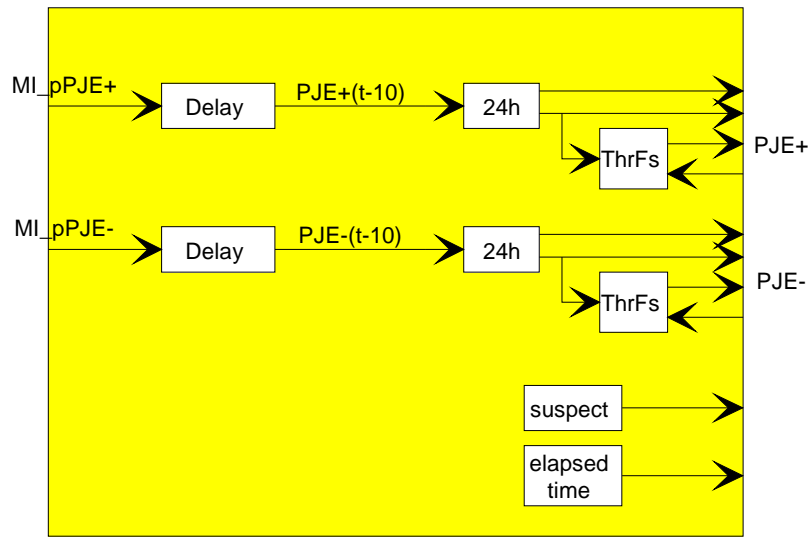 MI_pPJE+
Delay
PJE+(t-10)
24h
ThrFs
PJE+
MI_pPJE-
Delay
PJE-(t-10)
24h
ThrFs
PJE-
suspect
elapsed
time